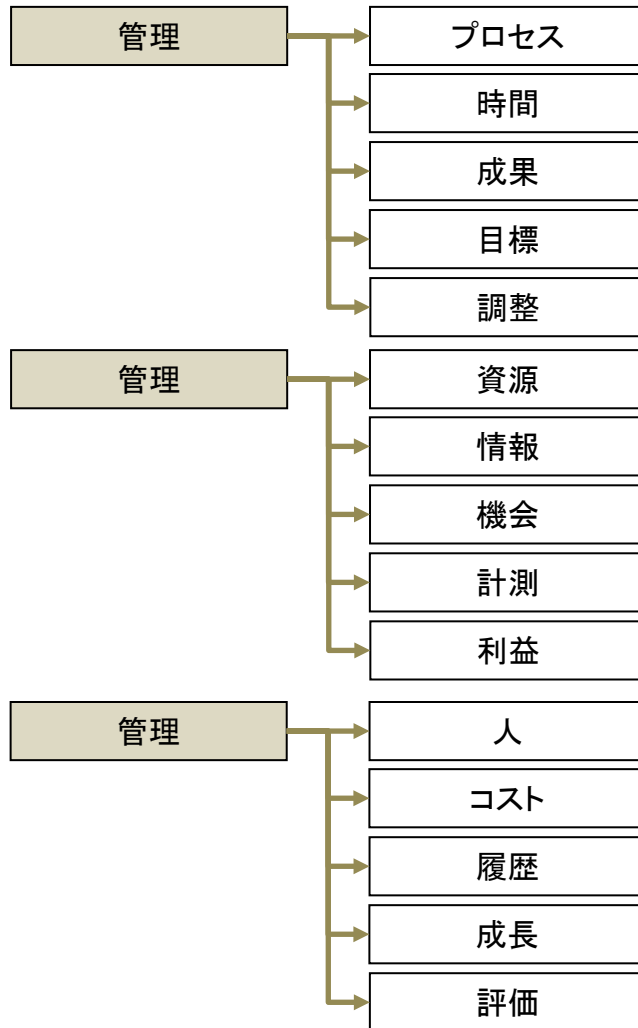 管理
プロセス
時間
成果
目標
調整
管理
資源
情報
機会
計測
利益
管理
人
コスト
履歴
成長
評価